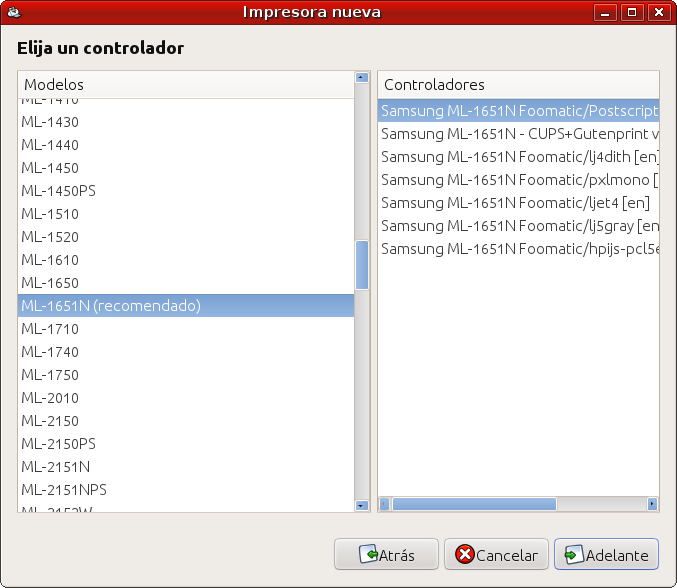 Impresora nueva
Elija un controlador
Modelos
ML-1410
ML-1430
ML-1440
ML-1450
ML-1450PS
ML-1510
ML-1520
ML-1610
ML-1650
ML-1651N (recomendado)
ML-1710
ML-1740
ML-1750
ML-2010
ML-2150
ML-2150PS
ML-2151N
ML-2151NPS
ML-2152W
Controladores
Samsung ML-1651N Foomatic/Postscript
Samsung ML-1651N - CUPS+Gutenprint v
Samsung ML-1651N Foomatic/lj4dith [en]
Samsung ML-1651N Foomatic/pxlmono [
Samsung ML-1651N Foomatic/ljet4 [en]
Samsung ML-1651N Foomatic/lj5gray [en
Samsung ML-1651N Foomatic/hpijs-pcl5e
Atrás
Cancelar
Adelante